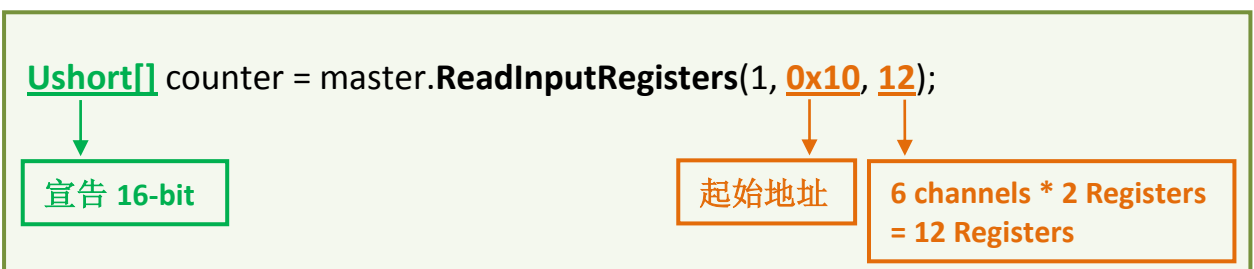 Ushort[] counter = master.ReadInputRegisters(1, 0x10, 12);
宣告 16-bit
起始地址
6 channels * 2 Registers
= 12 Registers